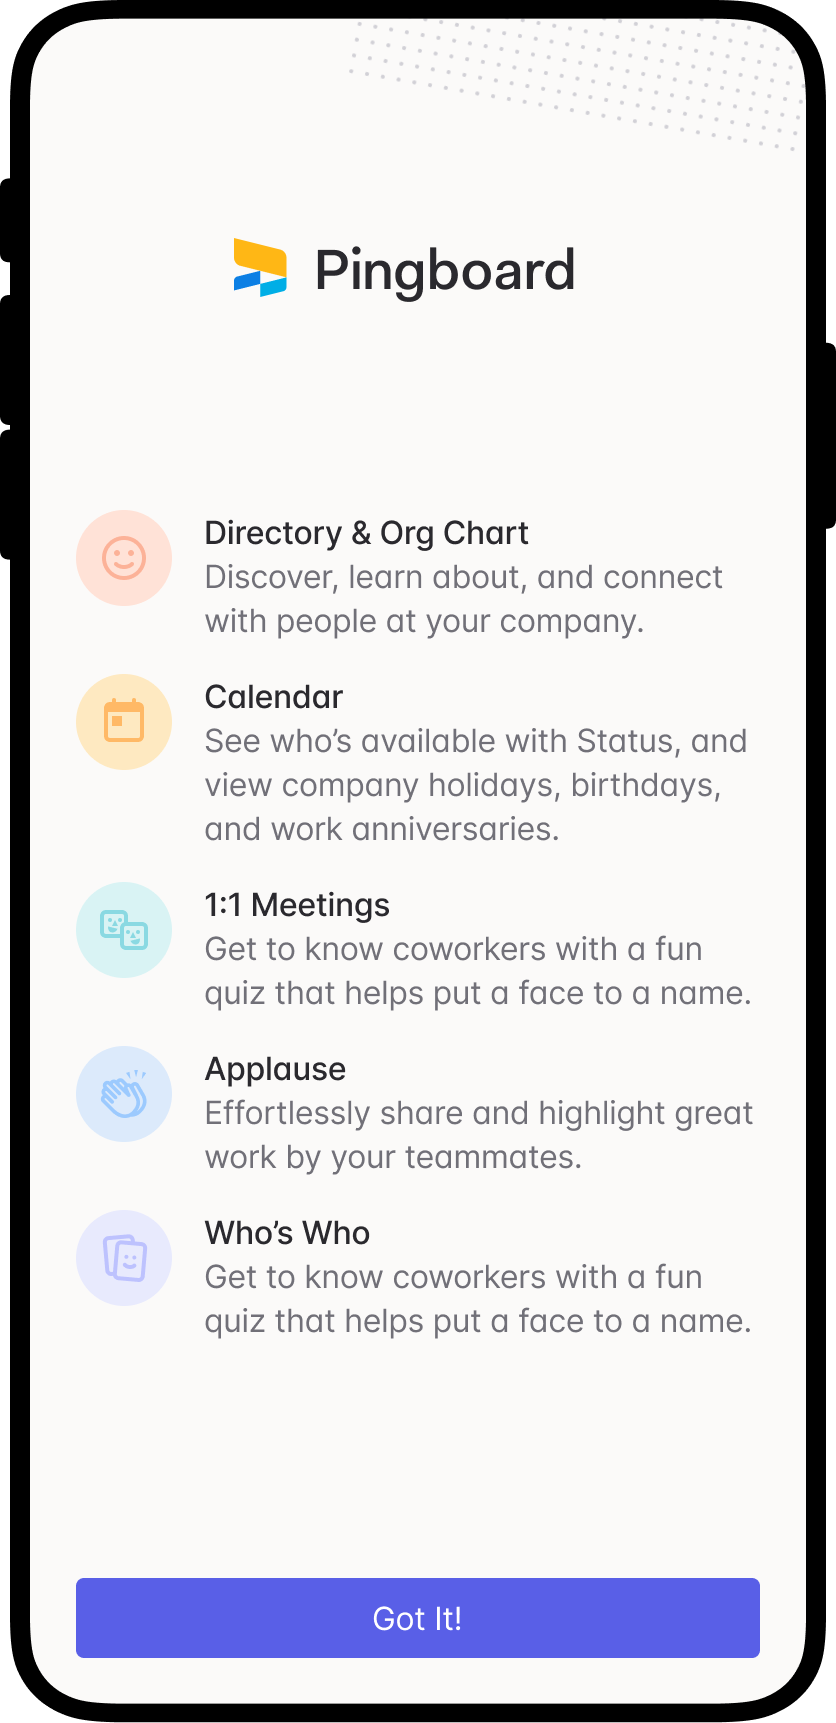 Pingboard
Directory & Org Chart
Discover, learn about, and connect
with people at your company.
Calendar
See who’s available with Status, and
view company holidays, birthdays,
and work anniversaries.
1:1 Meetings
Get to know coworkers with a fun
quiz that helps put a face to a name.
Applause
Effortlessly share and highlight great
work by your teammates.
Who’s Who
Get to know coworkers with a fun
quiz that helps put a face to a name.
Got It!